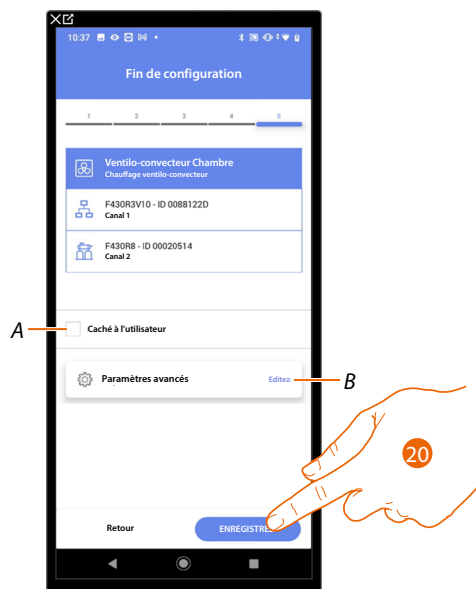 10:37
Fin de configuration
1 2 3 4 5
Ventilo-convecteur Chambre
Chauffage ventilo-convecteur
F430R3V10 - ID 0088122D
Canal 1
F430R8 - ID 00020514
Canal 2
A
Caché à l'utilisateur
Paramètres avancés
Editez
B
20
Retour
ENREGISTRE